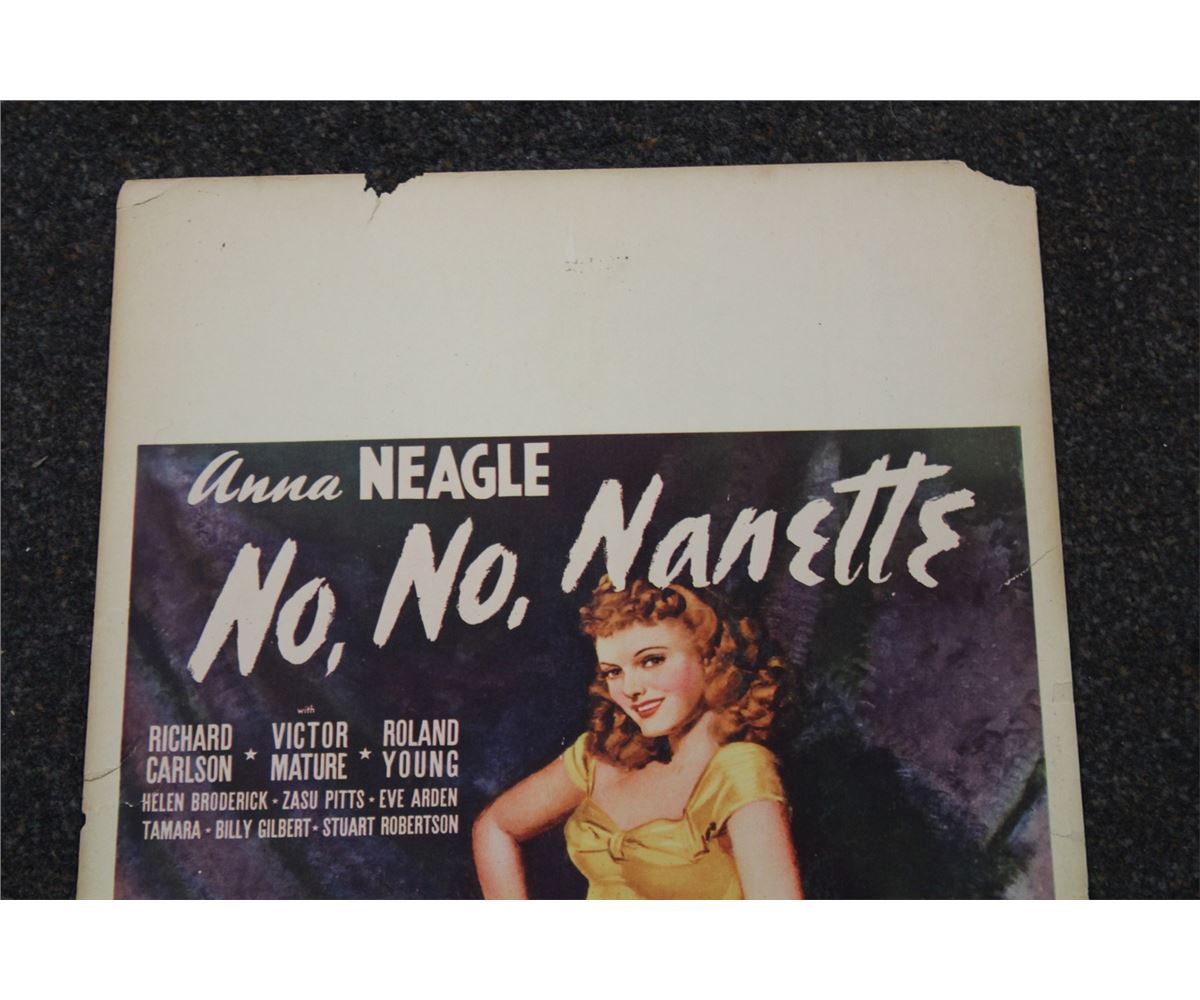 Anna NEAGLE
No, No, Nanette
with
RICHARD CARLSON ★ VICTOR MATURE ★ ROLAND YOUNG
HELEN BRODERICK ★ ZASU PITTS ★ EVE ARDEN
TAMARA ★ BILLY GILBERT ★ STUART ROBERTSON